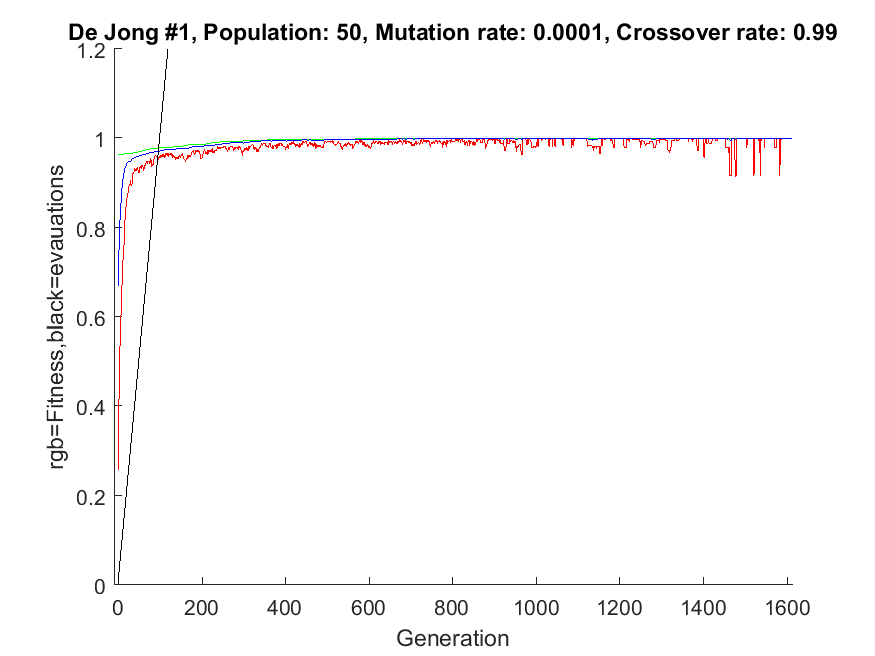 De Jong #1, Population: 50, Mutation rate: 0.0001, Crossover rate: 0.99
rgb=Fitness,black=evauations
1.2
1
0.8
0.6
0.4
0.2
0
0 200 400 600 800 1000 1200 1400 1600
Generation